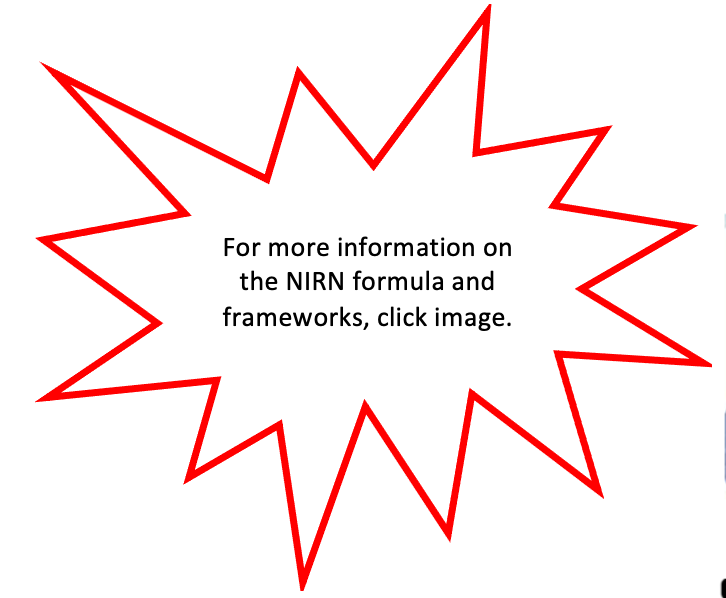 For more information on
the NIRN formula and
frameworks, click image.